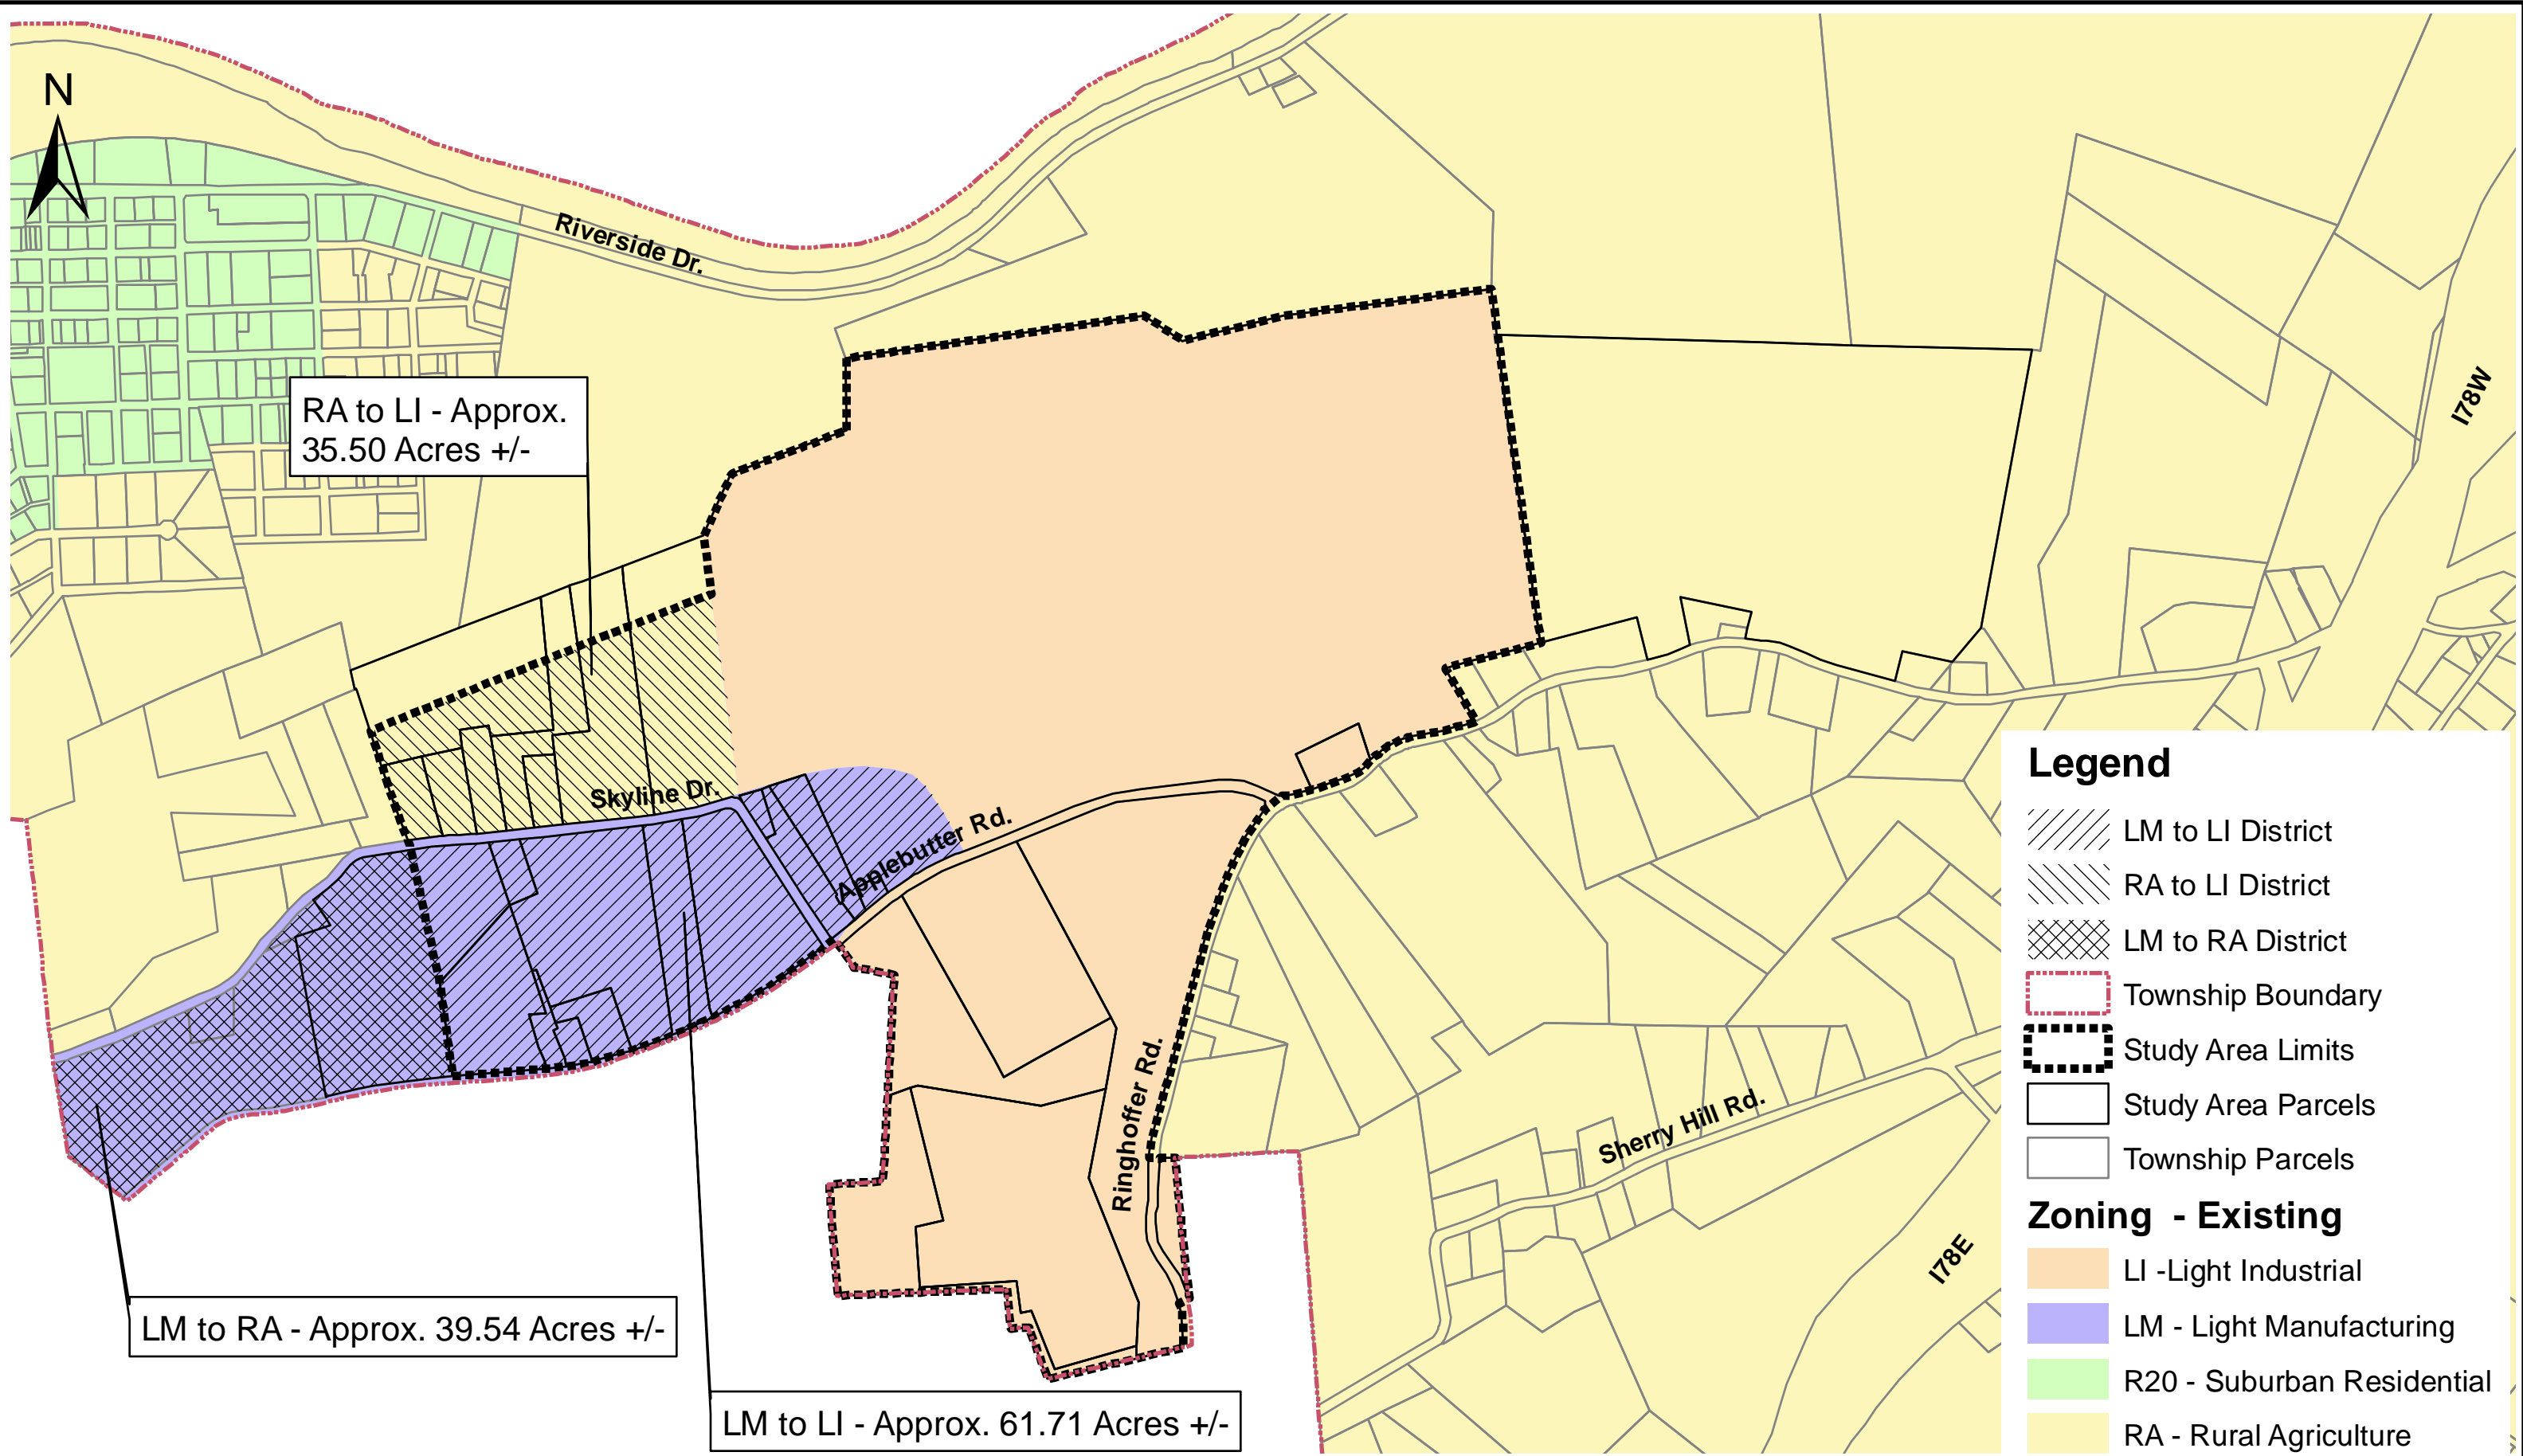 N
Riverside Dr.
I78W
RA to LI - Approx.
35.50 Acres +/-
Skyline Dr.
Applebutter Rd.
Ringhoffer Rd.
Sherry Hill Rd.
I78E
LM to RA - Approx. 39.54 Acres +/-
LM to LI - Approx. 61.71 Acres +/-
Legend
LM to LI District
RA to LI District
LM to RA District
Township Boundary
Study Area Limits
Study Area Parcels
Township Parcels
Zoning - Existing
LI -Light Industrial
LM - Light Manufacturing
R20 - Suburban Residential
RA - Rural Agriculture